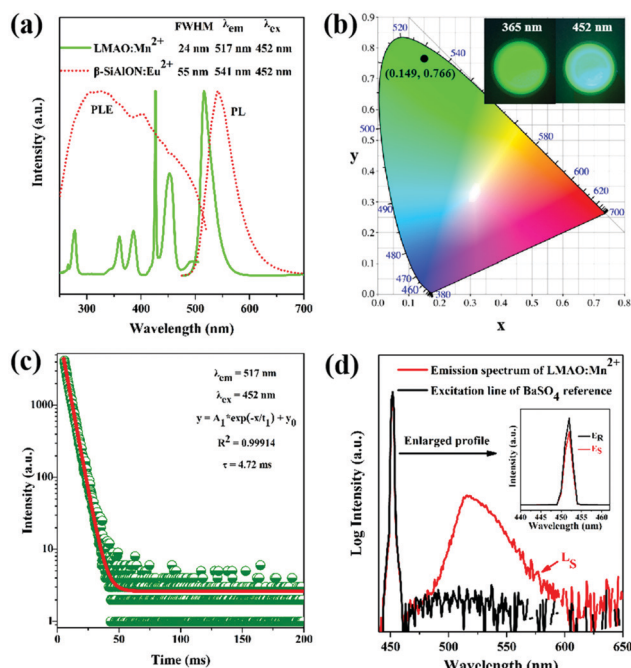 (a)
FWHM λem λex
LMAO:Mn2+ 24 nm 517 nm 452 nm
β-SiAlON:Eu2+ 55 nm 541 nm 452 nm
PLE
PL
Intensity (a.u.)
300 400 500 600 700
Wavelength (nm)
(b)
0.9
0.8
0.7
0.6
0.5
0.4
0.3
0.2
0.1
0.0
y
0.0 0.1 0.2 0.3 0.4 0.5 0.6 0.7 0.8
x
520
540
500
580
600
620
700
490
480
470
460
380
(0.149, 0.766)
365 nm
452 nm
(c)
λem = 517 nm
λex = 452 nm
y = A1*exp(-x/t1) + y0
R2 = 0.99914
τ = 4.72 ms
Intensity (a.u.)
1000
100
10
1
0 50 100 150 200
Time (ms)
(d)
Emission spectrum of LMAO:Mn2+
Excitation line of BaSO4 reference
Enlarged profile
Intensity (a.u.)
ER
ES
440 445 450 455 460
Wavelength (nm)
LS
Log Intensity (a.u.)
450 500 550 600 650
Wavelength (nm)